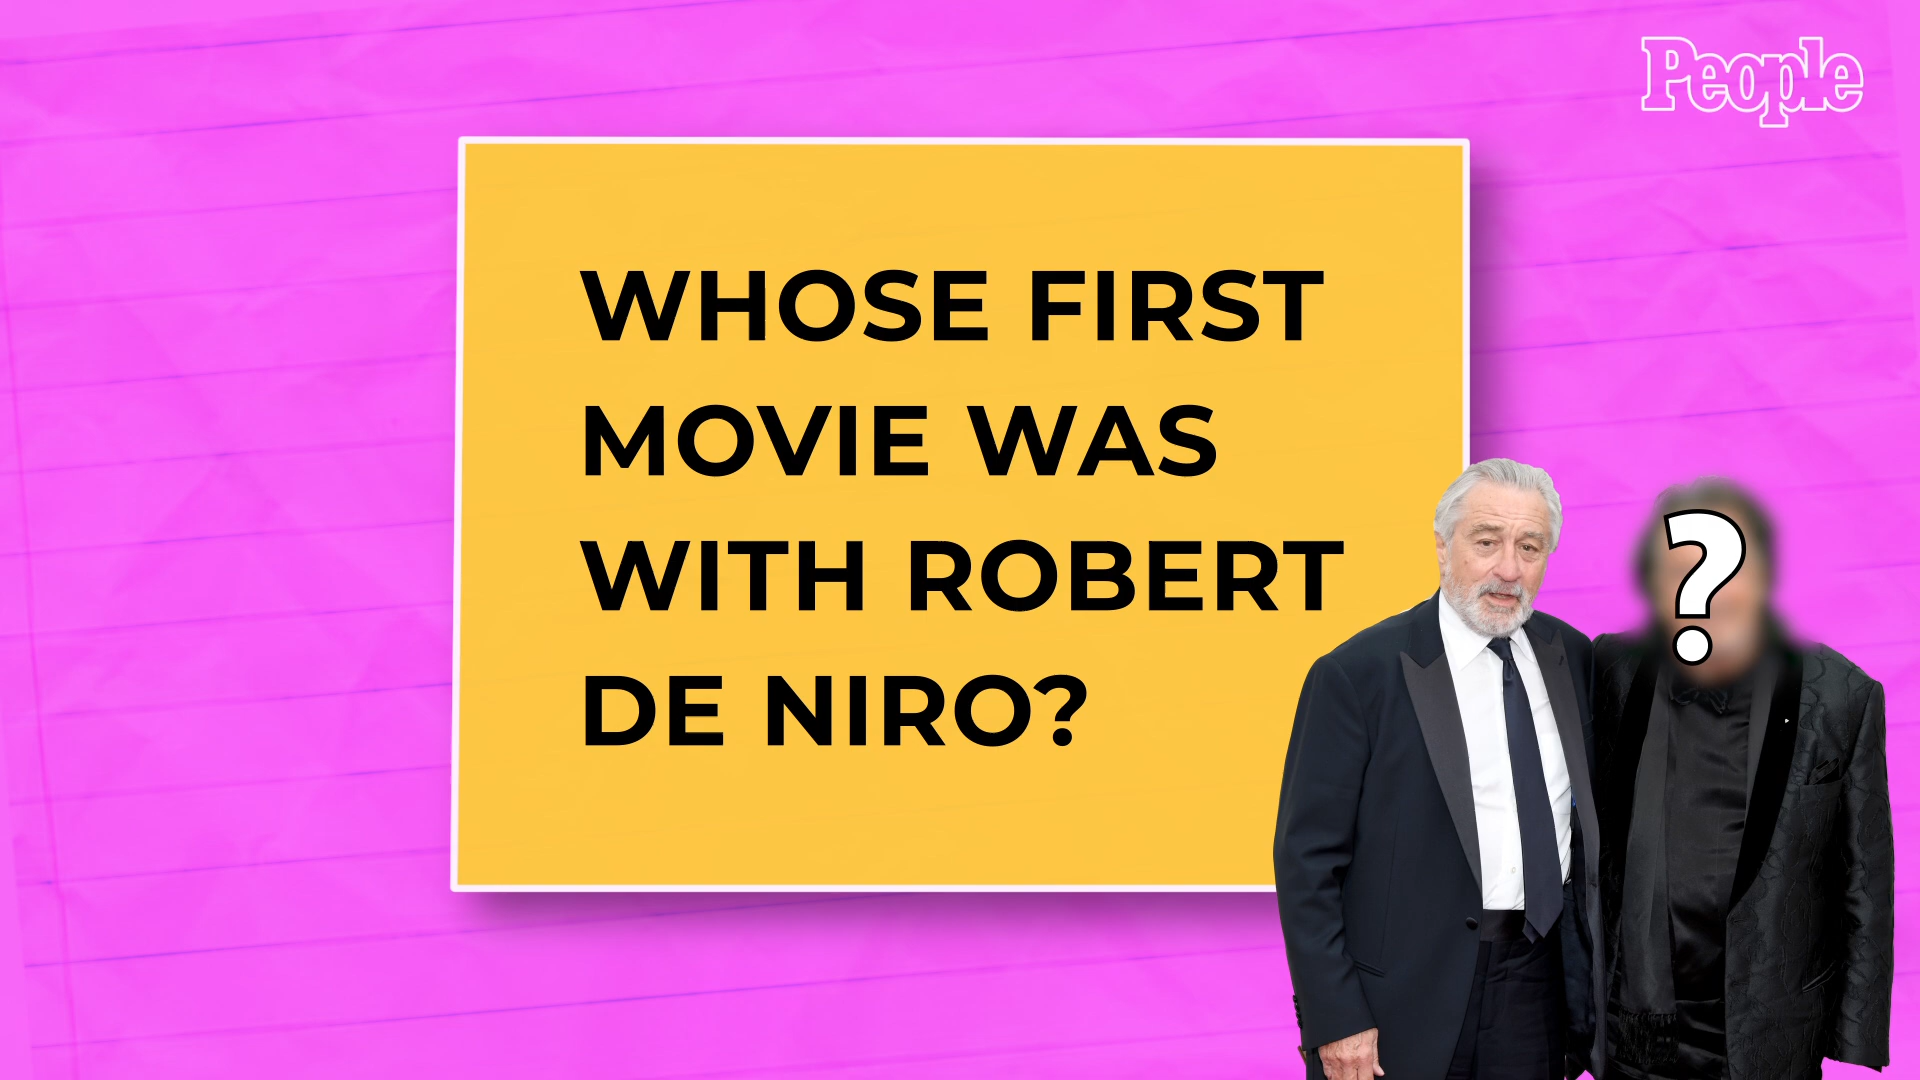 People
WHOSE FIRST
MOVIE WAS
WITH ROBERT
DE NIRO?
?